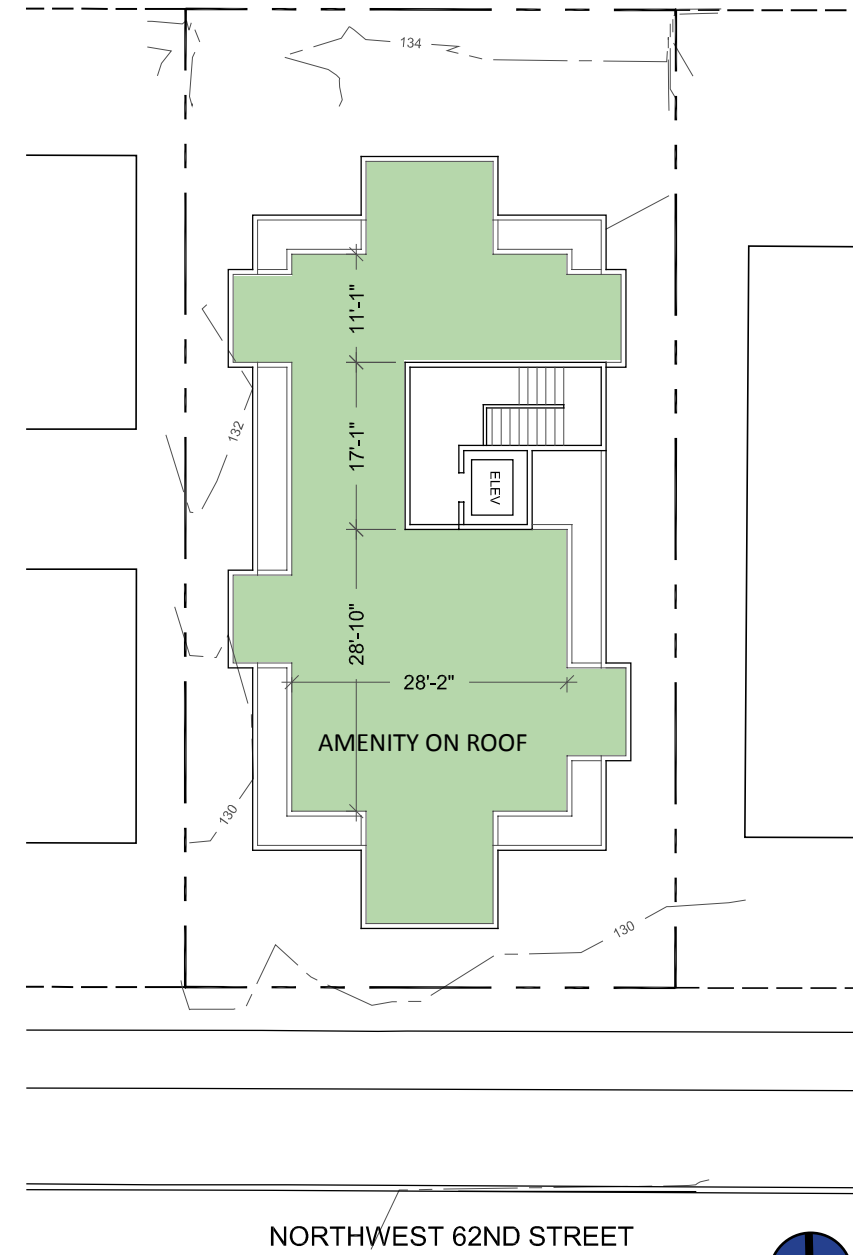 134
11'-1"
132
17'-1"
ELEV
28'-10"
28'-2"
AMENITY ON ROOF
130
130
NORTHWEST 62ND STREET